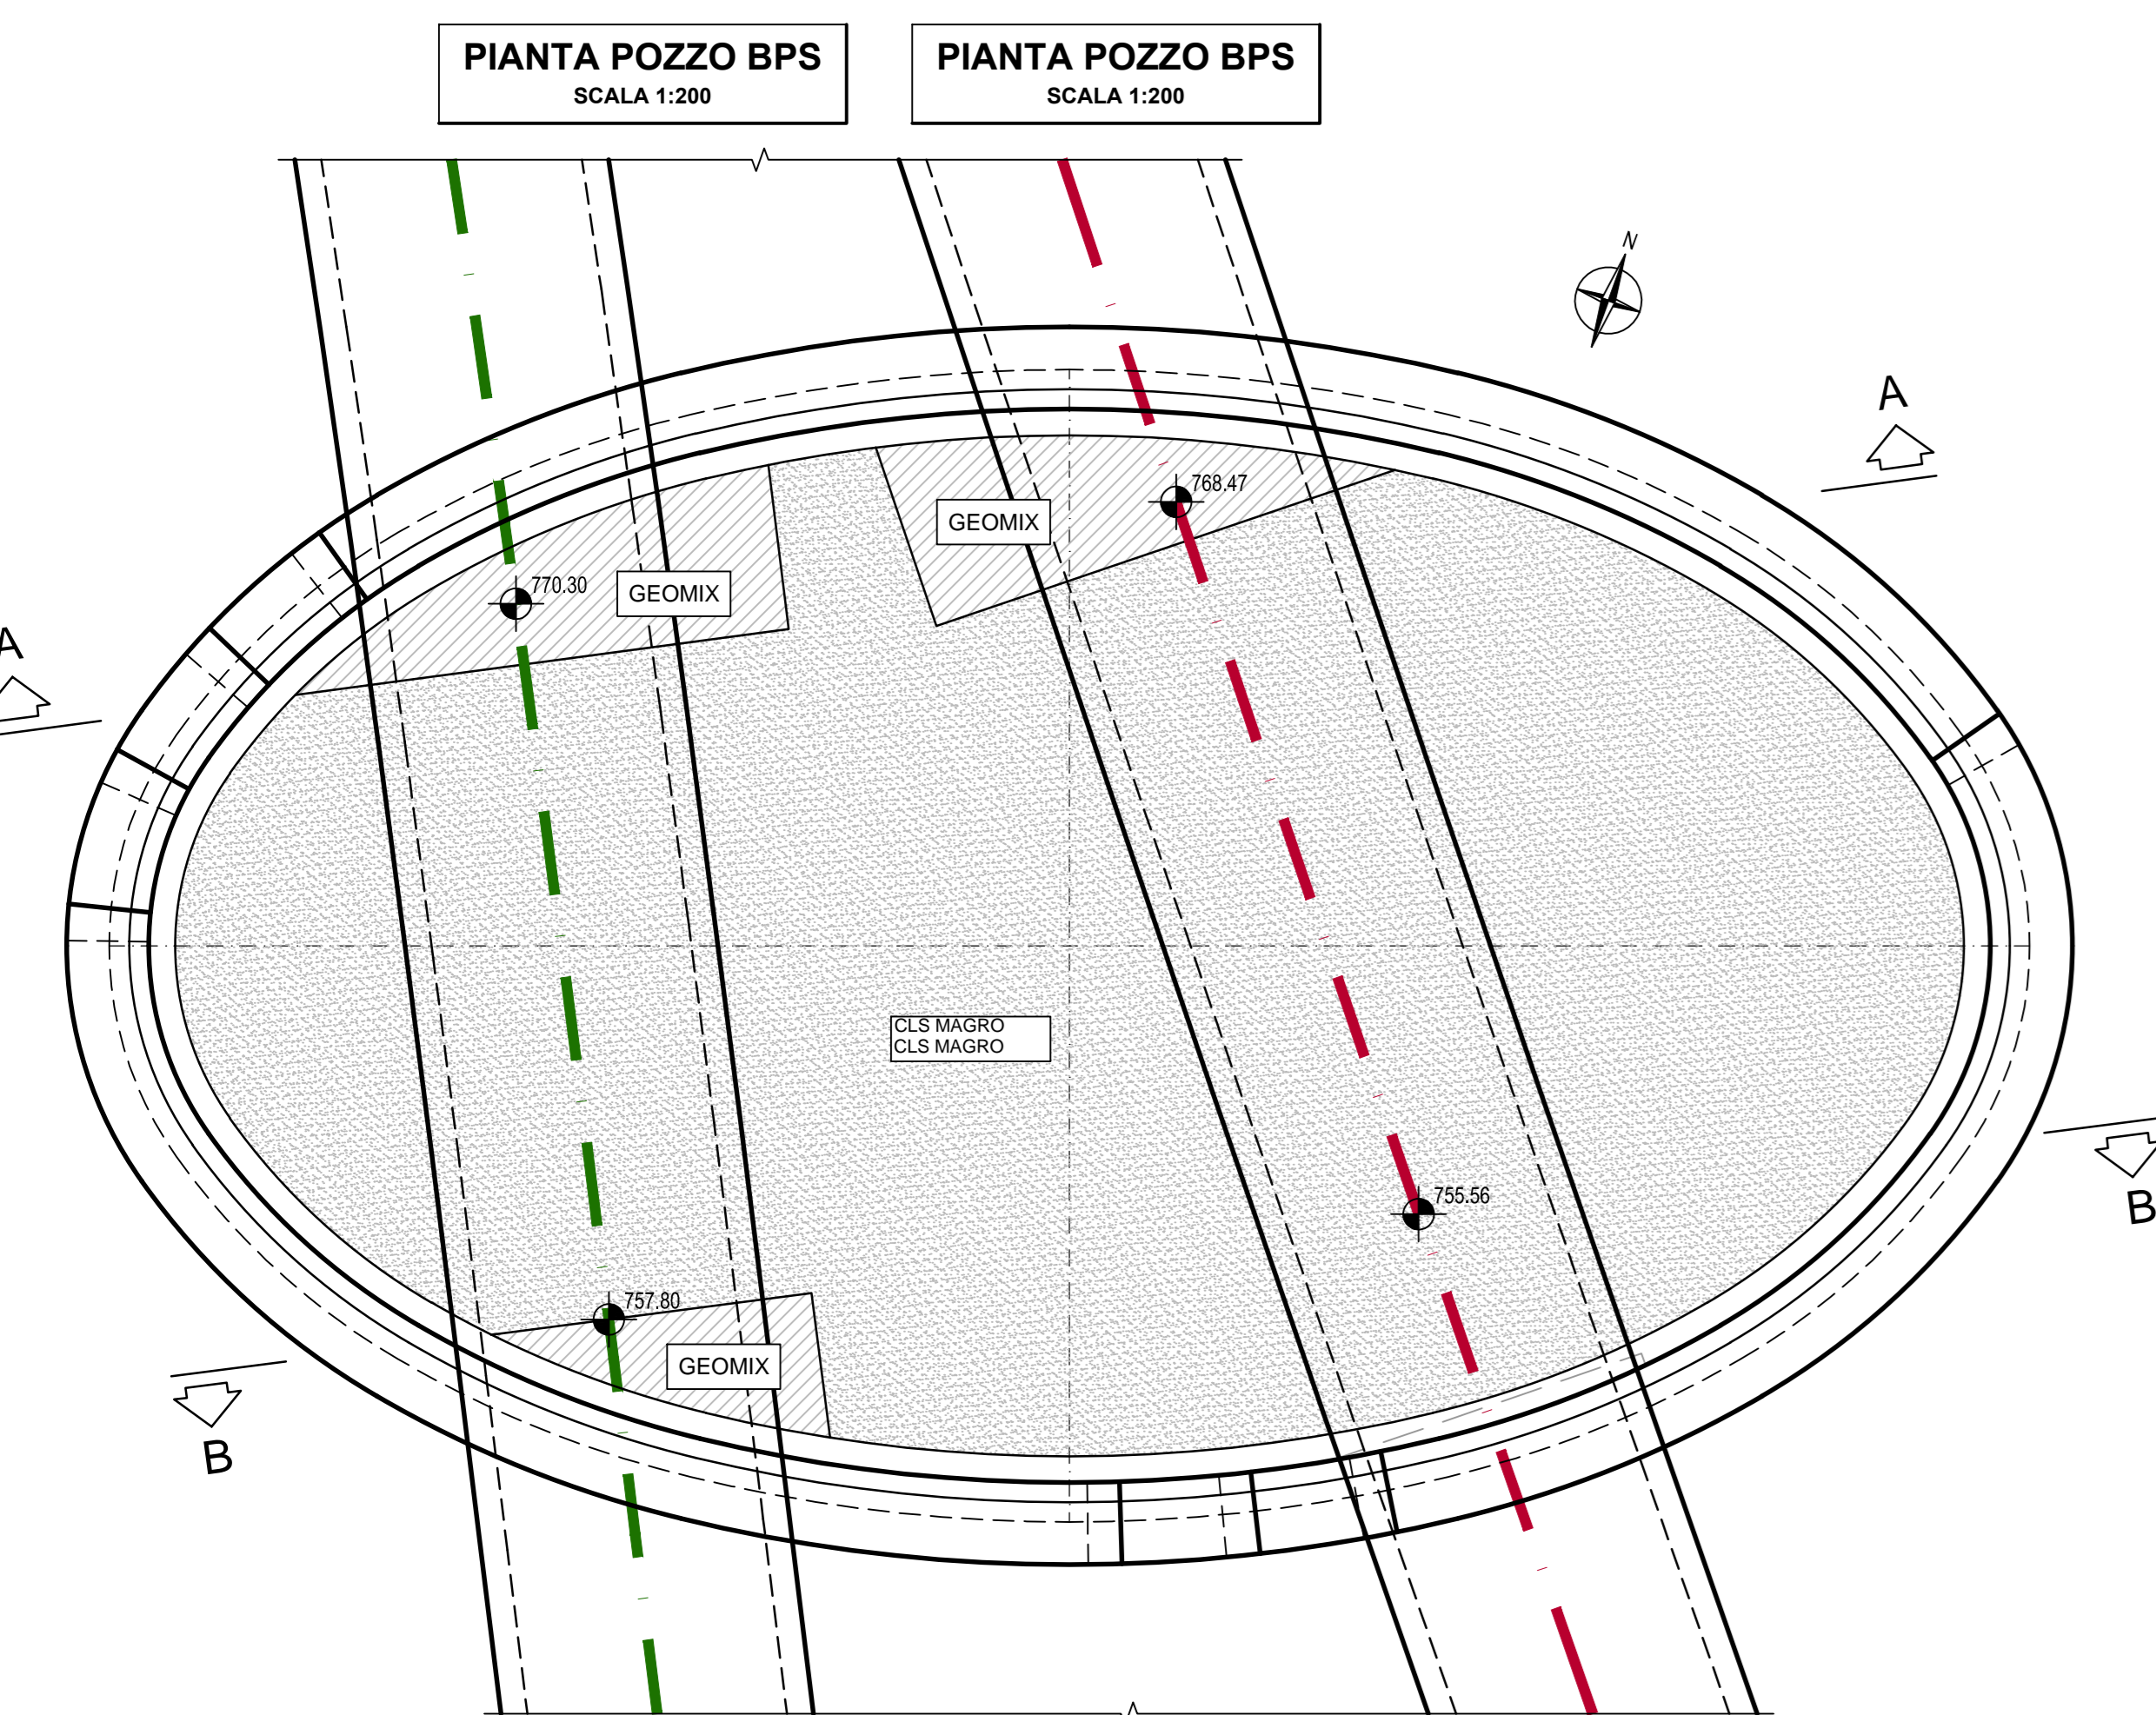 PIANTA POZZO BPS
SCALA 1:200
PIANTA POZZO BPS
SCALA 1:200
N
A
768.47
GEOMIX
770.30
GEOMIX
A
CLS MAGRO
CLS MAGRO
755.56
B
757.80
GEOMIX
B